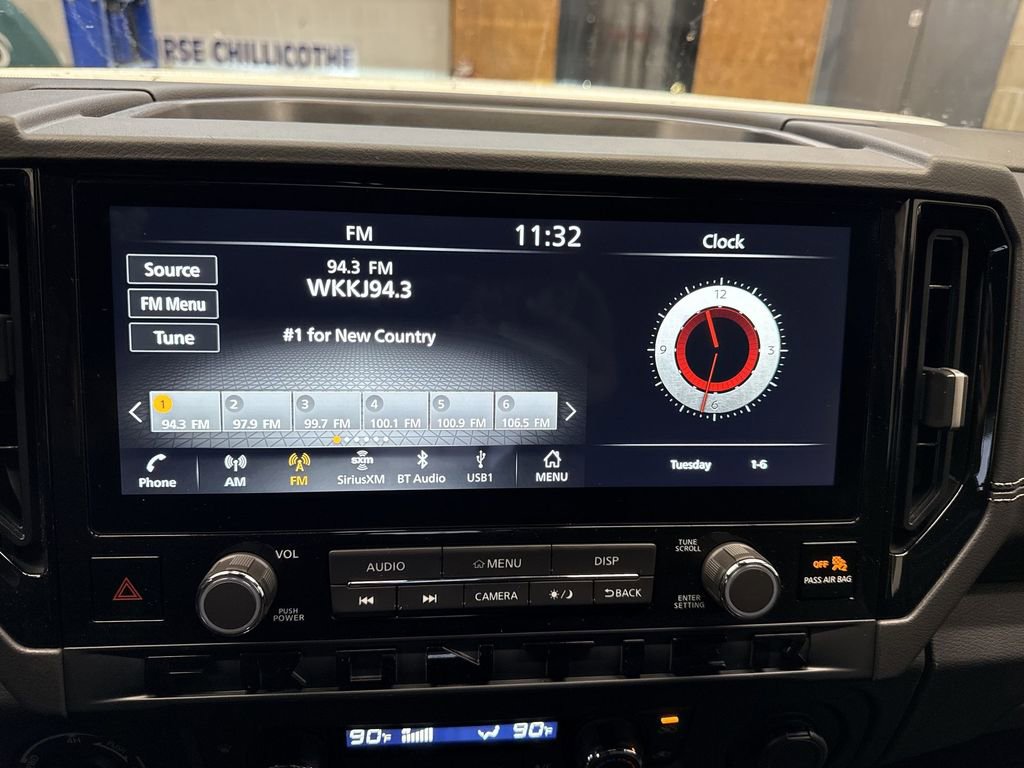 RSE CHILLICOTHE
FM
11:32
Clock
Source
94.3 FM
WKKJ94.3
FM Menu
Tune
#1 for New Country
12
3
6
9
1
2
3
4
5
6
94.3 FM
97.9 FM
99.7 FM
100.1 FM
100.9 FM
106.5 FM
Phone
AM
FM
sxm
SiriusXM
BT Audio
USB1
MENU
Tuesday
1-6
VOL
PUSH
POWER
AUDIO
MENU
DISP
CAMERA
BACK
TUNE
SCROLL
ENTER
SETTING
OFF
PASS AIR BAG
90°F
90°F